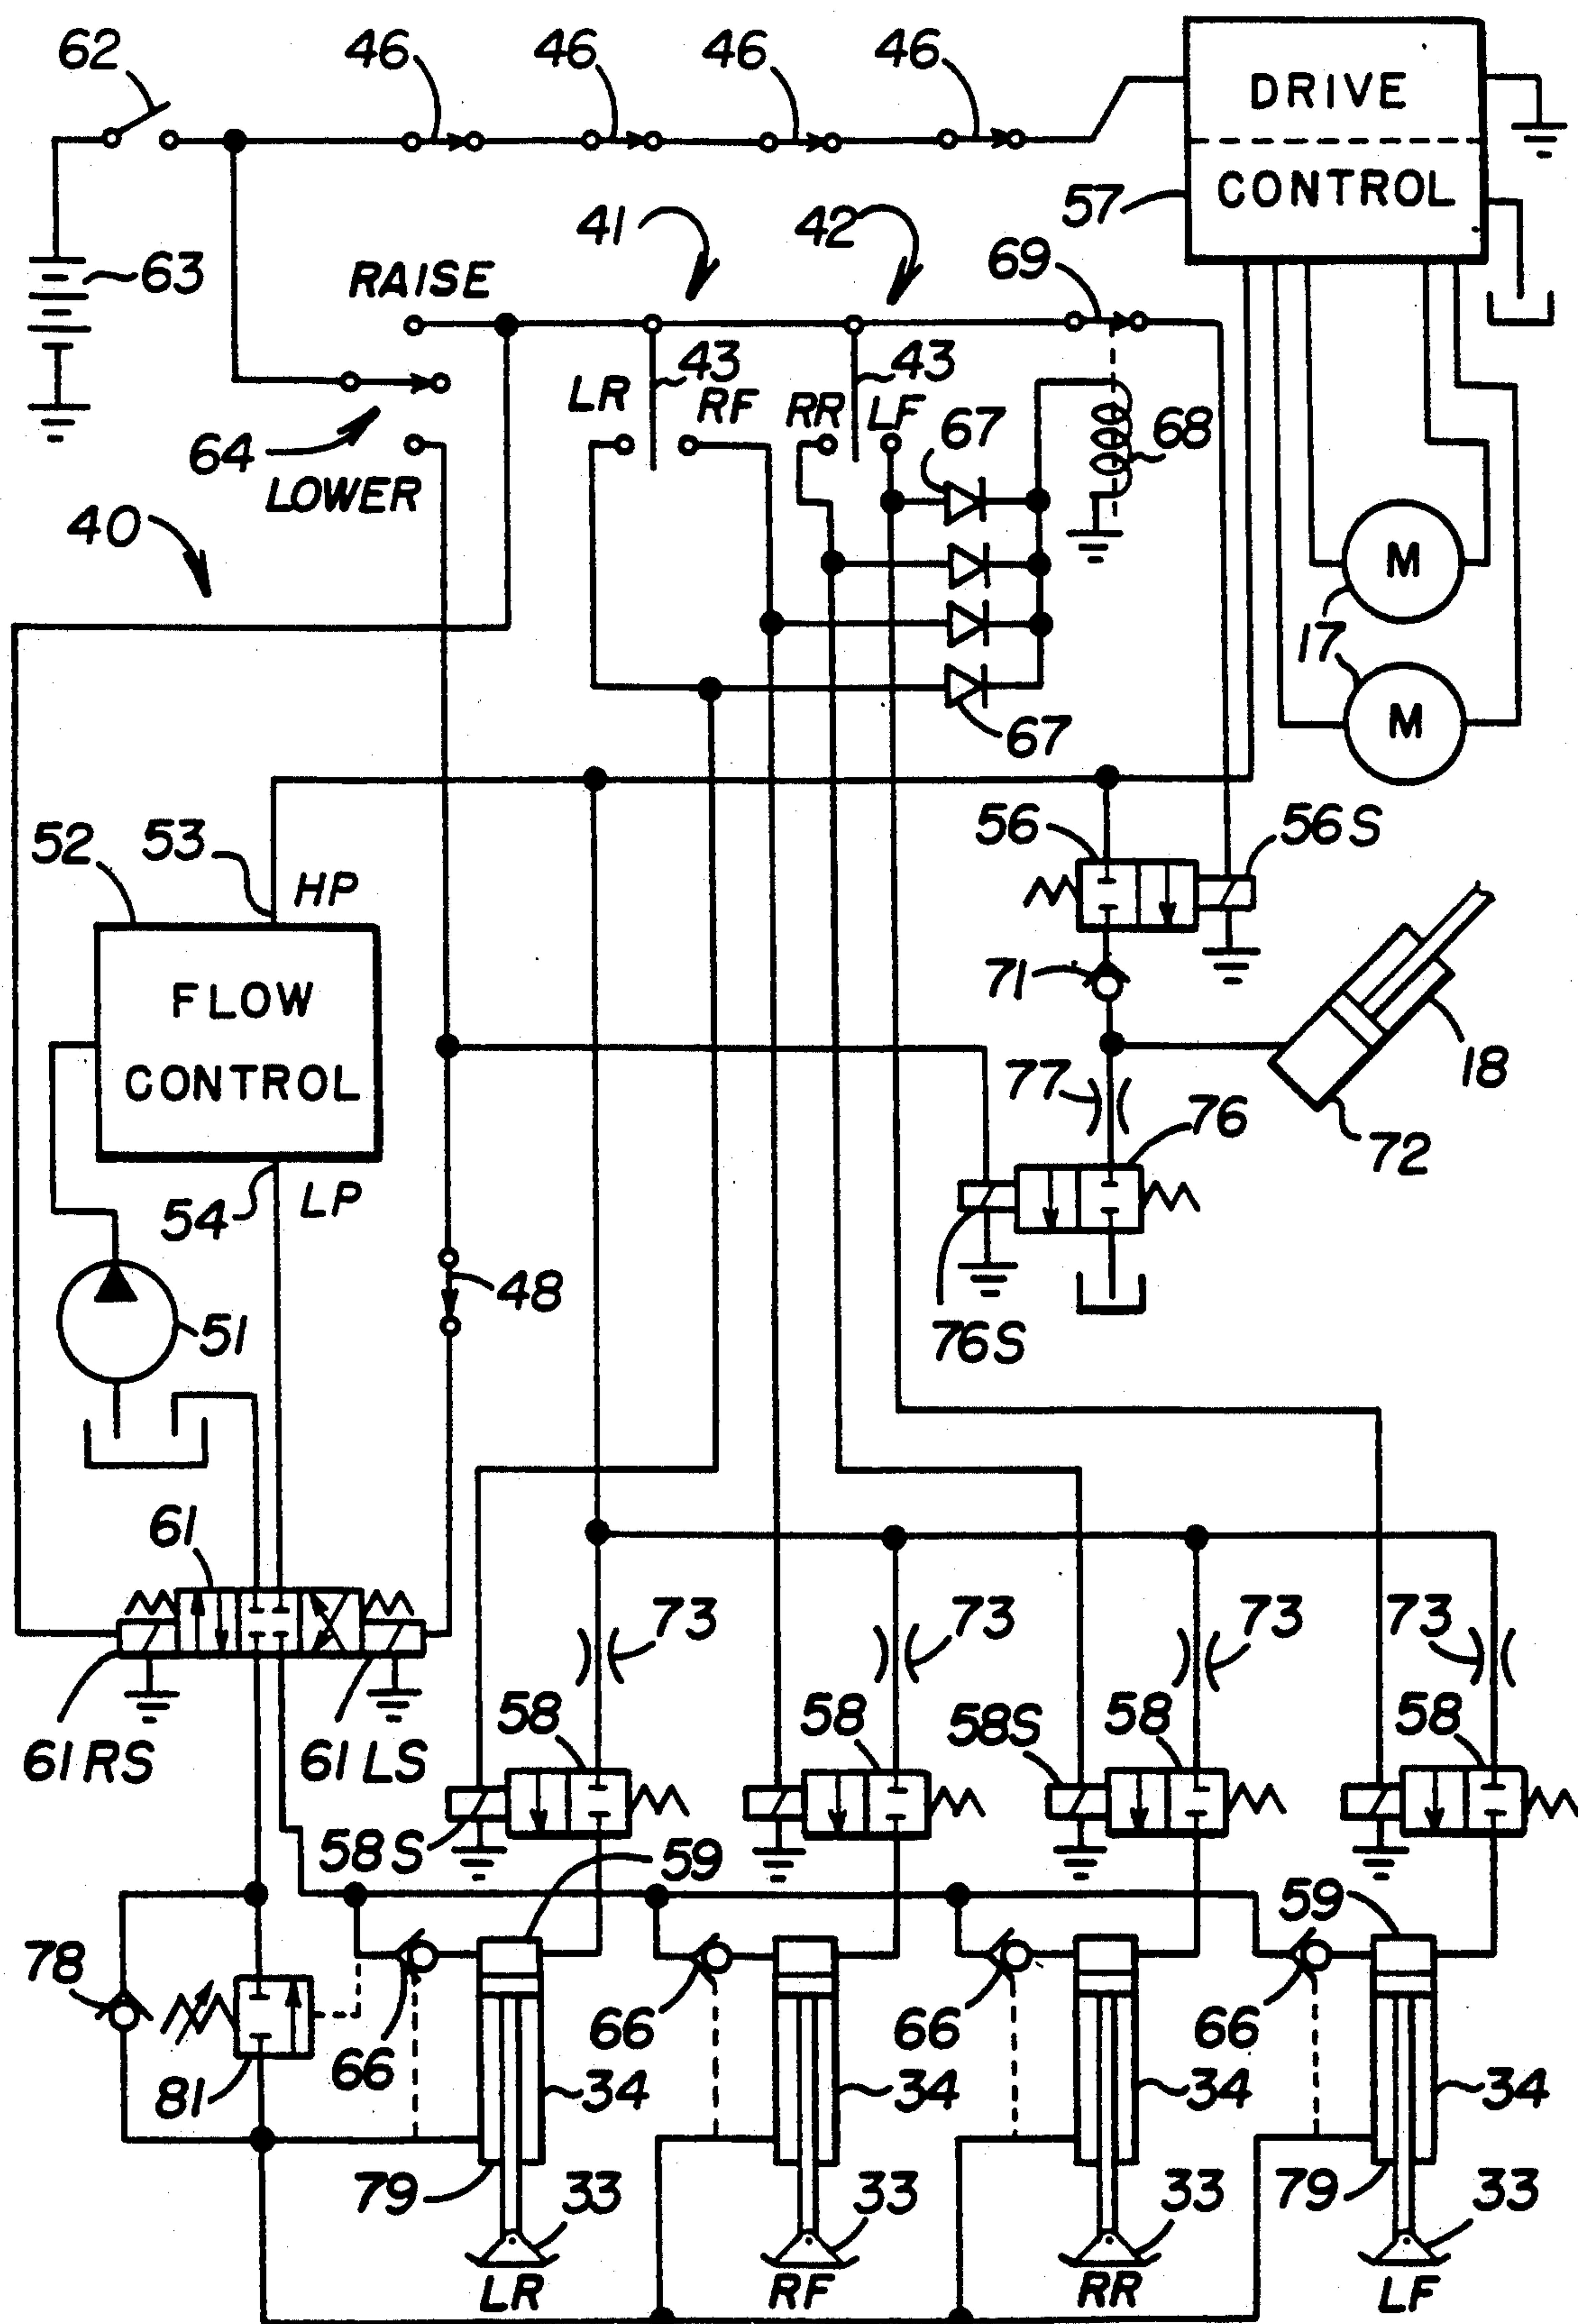 62
46
46
46
46
DRIVE
CONTROL
57
41
42
69
63
RAISE
43
43
LR
RF
RR
LF
67
68
64
LOWER
40
17
M
67
M
52
53
HP
56
56S
FLOW
CONTROL
71
18
77
76
72
54
LP
48
51
76S
61
73
73
73
73
61RS
61LS
58
58
58S
58
58
58S
59
59
78
81
66
66
66
66
34
34
34
34
79
33
33
33
79
33
LR
RF
RR
LF